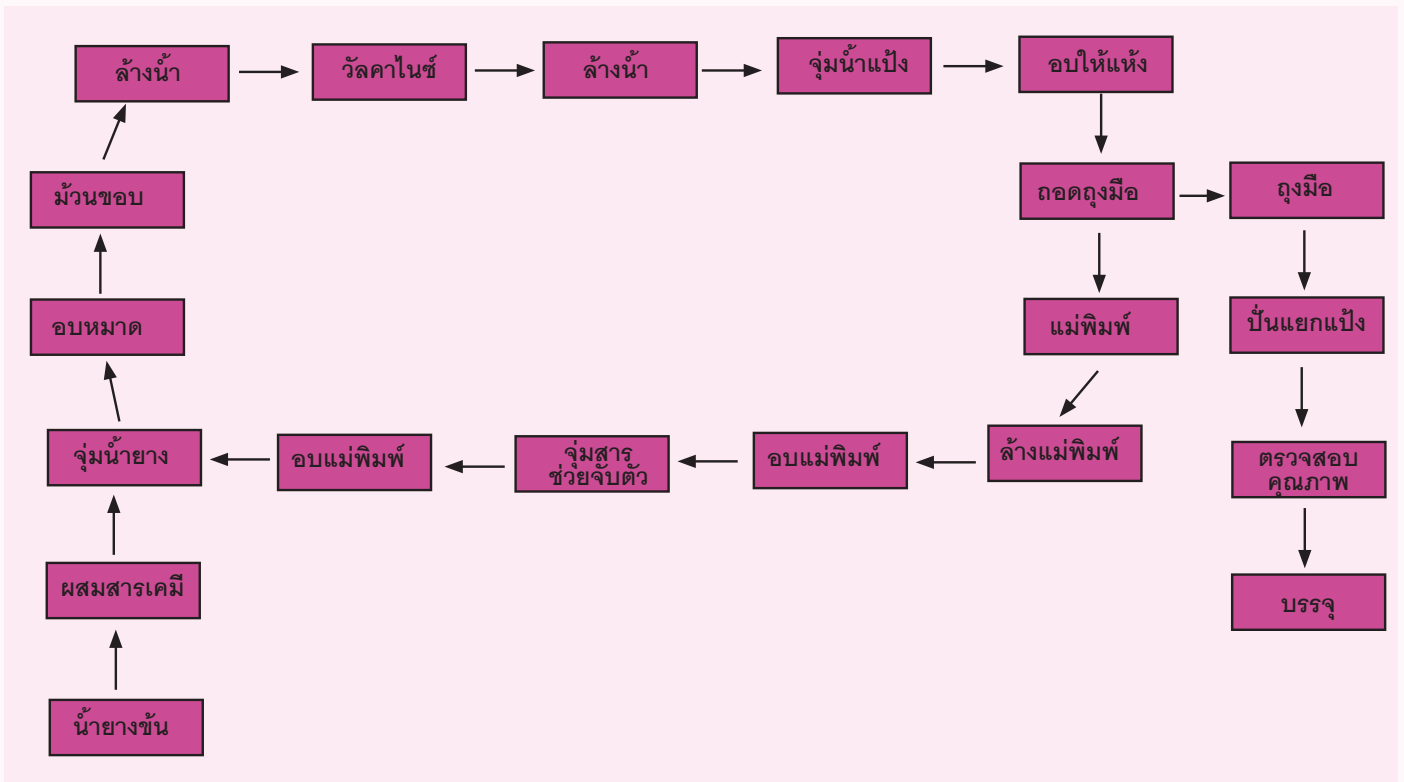 ล้างน้ำ
วัลคาไนซ์
ล้างน้ำ
จุ่มน้ำแป้ง
อบให้แห้ง
ม้วนขอบ
ถอดถุงมือ
ถุงมือ
อบหมาด
แม่พิมพ์
ปั่นแยกแป้ง
จุ่มน้ำยาง
อบแม่พิมพ์
จุ่มสาร
ช่วยจับตัว
อบแม่พิมพ์
ล้างแม่พิมพ์
ตรวจสอบ
คุณภาพ
ผสมสารเคมี
บรรจุ
น้ำยางข้น